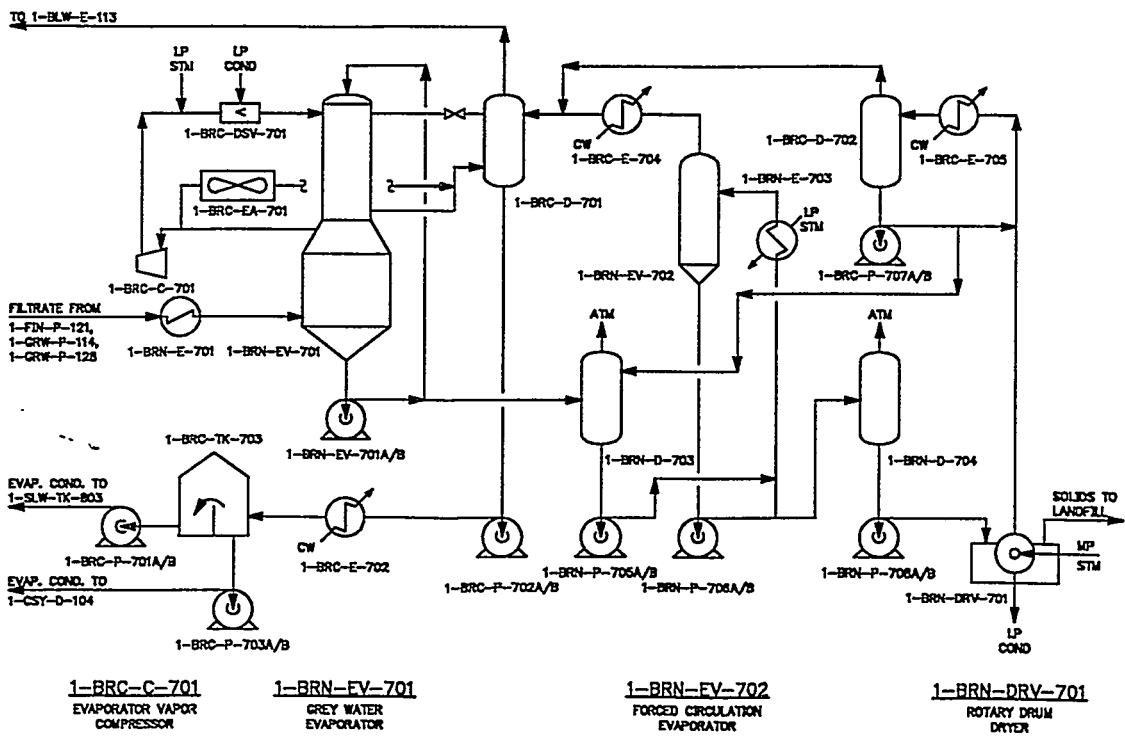 TO 1-BLW-E-113
LP
STM
LP
COND
<
1-BRC-DSV-701
CW
1-BRC-E-704
1-BRC-D-702
CW
1-BRC-E-705
1-BRN-E-703
1-BRC-EA-701
1-BRC-D-701
LP
STM
1-BRC-C-701
1-BRN-EV-702
1-BRC-P-707A/B
FILTRATE FROM
1-FIN-P-121,
1-GRW-P-114,
1-GRW-P-125
1-BRN-E-701
1-BRN-EV-701
ATM
ATM
1-BRC-TK-703
1-BRN-EV-701A/B
1-BRN-D-703
1-BRN-D-704
EVAP. COND. TO
1-SLW-TK-803
SOLIDS TO
LANDFILL
1-BRC-P-701A/B
CW
1-BRC-E-702
MP
STM
EVAP. COND. TO
1-CSY-D-104
1-BRC-P-702A/B
1-BRN-P-705A/B
1-BRN-P-706A/B
1-BRN-P-708A/B
1-BRN-DRV-701
1-BRC-P-703A/B
LP
COND
1-BRC-C-701
EVAPORATOR VAPOR
COMPRESSOR
1-BRN-EV-701
GREY WATER
EVAPORATOR
1-BRN-EV-702
FORCED CIRCULATION
EVAPORATOR
1-BRN-DRV-701
ROTARY DRUM
DRYER